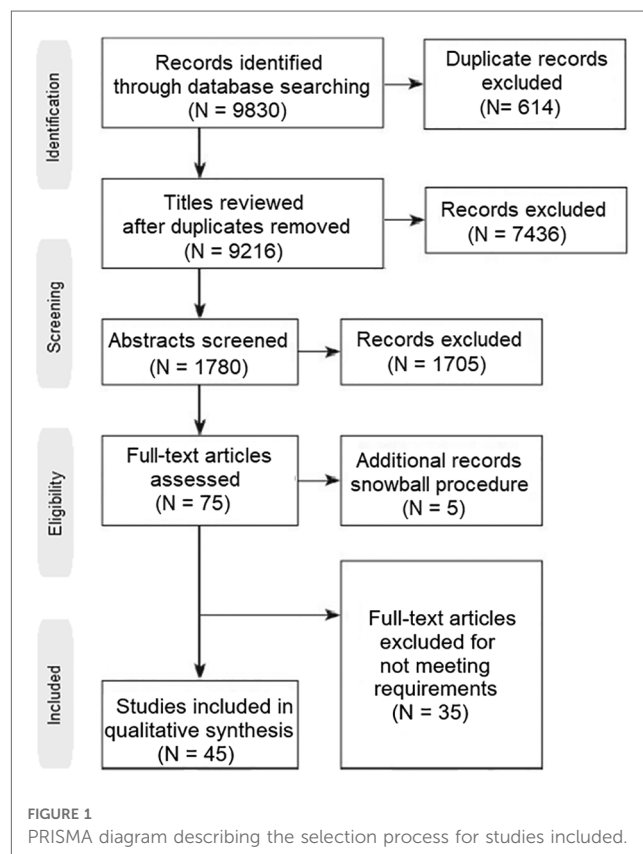 Identification
Records identified
through database searching
(N = 9830)
Duplicate records
excluded
(N= 614)
Titles reviewed
after duplicates removed
(N = 9216)
Records excluded
(N = 7436)
Screening
Abstracts screened
(N = 1780)
Records excluded
(N = 1705)
Eligibility
Full-text articles
assessed
(N = 75)
Additional records
snowball procedure
(N = 5)
Full-text articles
excluded for
not meeting
requirements
(N = 35)
Included
Studies included in
qualitative synthesis
(N = 45)
FIGURE 1
PRISMA diagram describing the selection process for studies included.